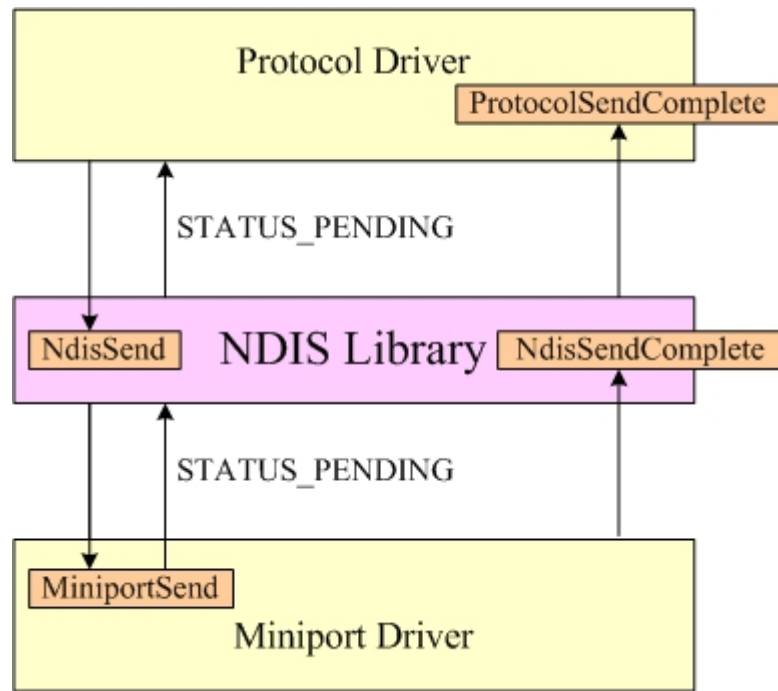 Protocol Driver
ProtocolSendComplete
STATUS_PENDING
NdisSend
NDIS Library
NdisSendComplete
STATUS_PENDING
MiniportSend
Miniport Driver